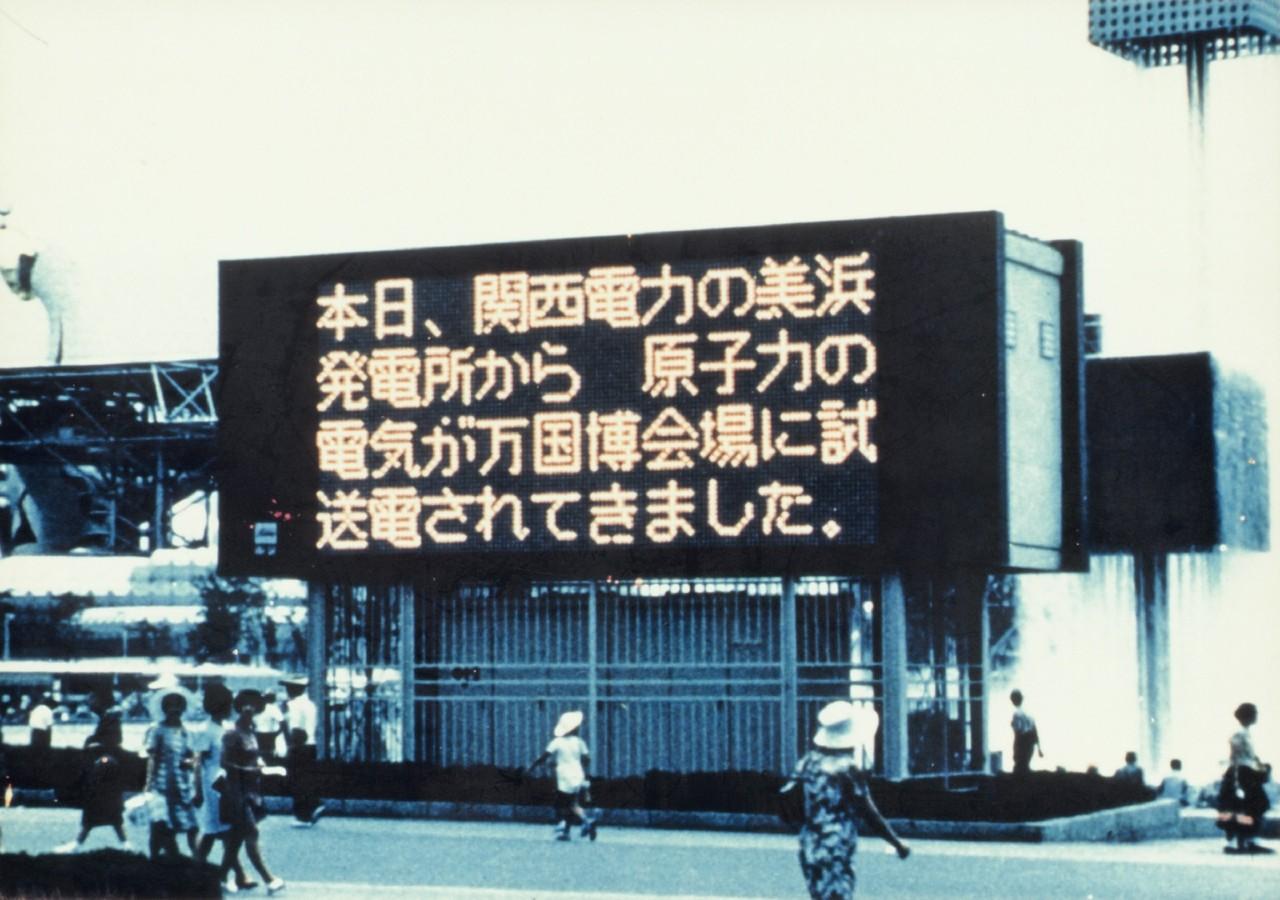 本日、関西電力の美浜
発電所から　原子力の
電気が万国博会場に試
送電されてきました。